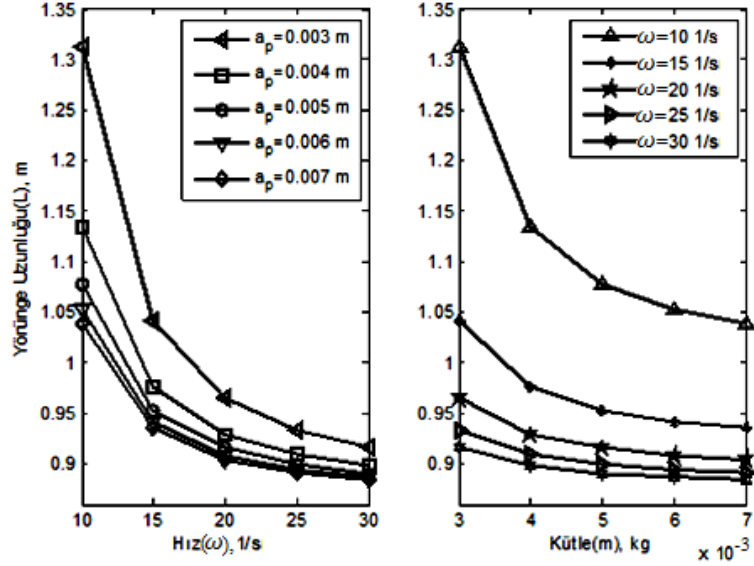 Yörünge Uzunluğu(L), m
1.35
1.3
1.25
1.2
1.15
1.1
1.05
1
0.95
0.9
a_p=0.003 m
a_p=0.004 m
a_p=0.005 m
a_p=0.006 m
a_p=0.007 m
10 15 20 25 30
Hız(ω), 1/s
1.35
1.3
1.25
1.2
1.15
1.1
1.05
1
0.95
0.9
ω=10 1/s
ω=15 1/s
ω=20 1/s
ω=25 1/s
ω=30 1/s
3 4 5 6 7
x 10^-3
Kütle(m), kg